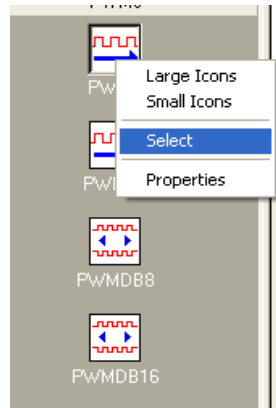 Large Icons
Small Icons
Select
Properties
PWMDB8
PWMDB16